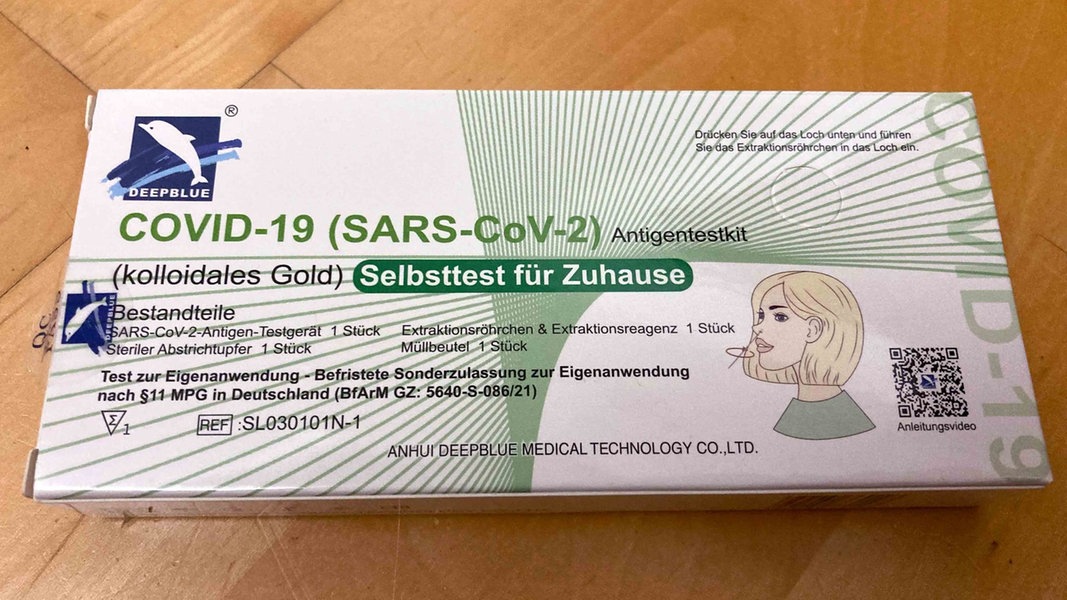 ®
DEEPBLUE
Drücken Sie auf das Loch unten und führen
Sie das Extraktionsröhrchen in das Loch ein.
COVID-19 (SARS-CoV-2) Antigentestkit
(kolloidales Gold) Selbsttest für Zuhause
DEEPBLUE
Bestandteile
SARS-CoV-2-Antigen-Testgerät 1 Stück
Steriler Abstrichtupfer 1 Stück
Extraktionsröhrchen & Extraktionsreagenz 1 Stück
Müllbeutel 1 Stück
Test zur Eigenanwendung - Befristete Sonderzulassung zur Eigenanwendung
nach §11 MPG in Deutschland (BfArM GZ: 5640-S-086/21)
Σ 1
REF :SL030101N-1
Anleitungsvideo
ANHUI DEEPBLUE MEDICAL TECHNOLOGY CO.,LTD.
COVID-19